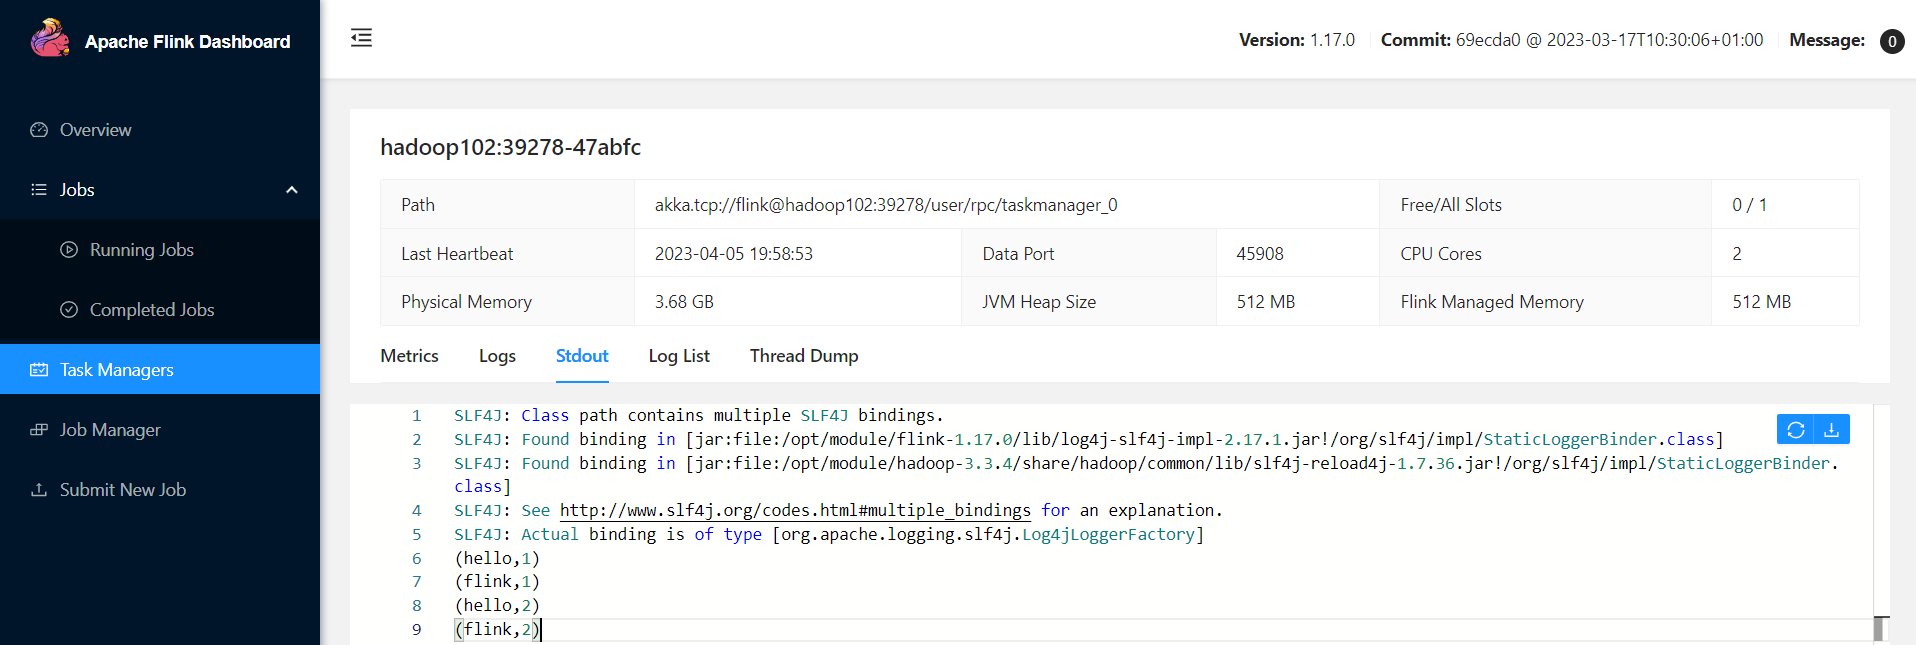 Apache Flink Dashboard
Version: 1.17.0 Commit: 69ecda0 @ 2023-03-17T10:30:06+01:00 Message: 0
Overview
Jobs
Running Jobs
Completed Jobs
Task Managers
Job Manager
Submit New Job
hadoop102:39278-47abfc
Path akka.tcp://flink@hadoop102:39278/user/rpc/taskmanager_0 Free/All Slots 0 / 1
Last Heartbeat 2023-04-05 19:58:53 Data Port 45908 CPU Cores 2
Physical Memory 3.68 GB JVM Heap Size 512 MB Flink Managed Memory 512 MB
Metrics Logs Stdout Log List Thread Dump
1 SLF4J: Class path contains multiple SLF4J bindings.
2 SLF4J: Found binding in [jar:file:/opt/module/flink-1.17.0/lib/log4j-slf4j-impl-2.17.1.jar!/org/slf4j/impl/StaticLoggerBinder.class]
3 SLF4J: Found binding in [jar:file:/opt/module/hadoop-3.3.4/share/hadoop/common/lib/slf4j-reload4j-1.7.36.jar!/org/slf4j/impl/StaticLoggerBinder.
class]
4 SLF4J: See http://www.slf4j.org/codes.html#multiple_bindings for an explanation.
5 SLF4J: Actual binding is of type [org.apache.logging.slf4j.Log4jLoggerFactory]
6 (hello,1)
7 (flink,1)
8 (hello,2)
9 (flink,2)